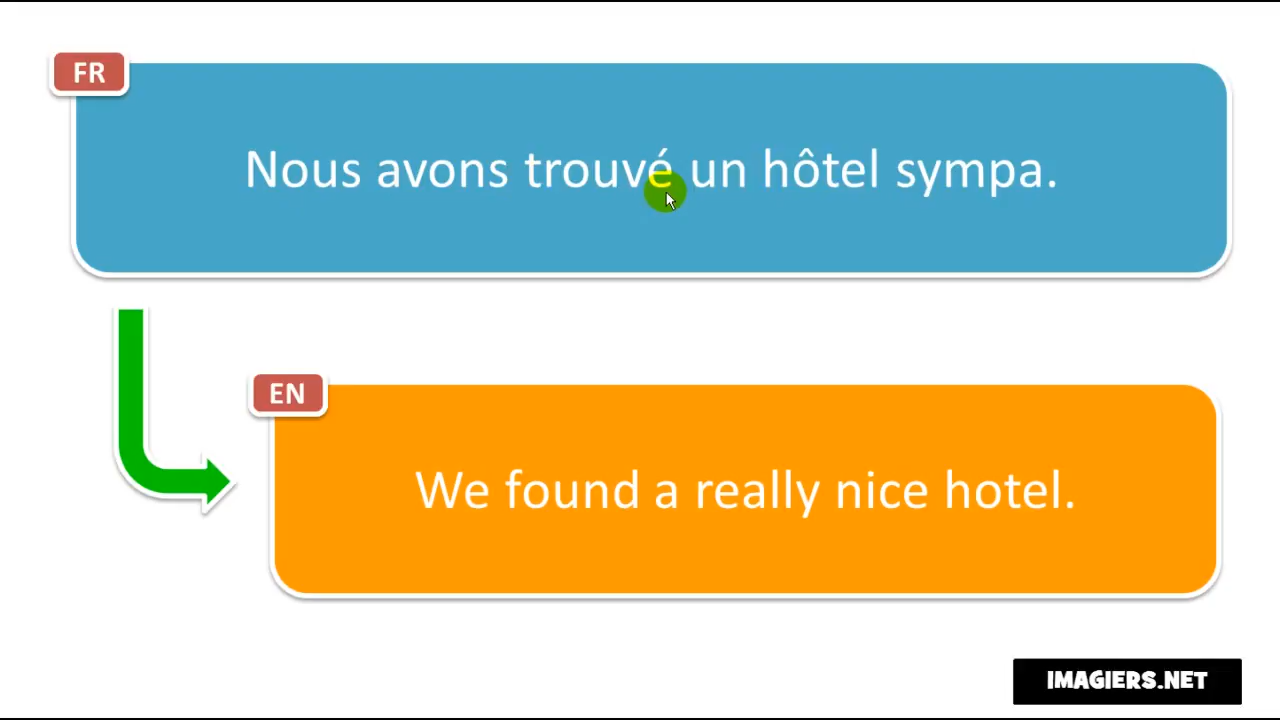 FR
Nous avons trouvé un hôtel sympa.
EN
We found a really nice hotel.
IMAGIERS.NET